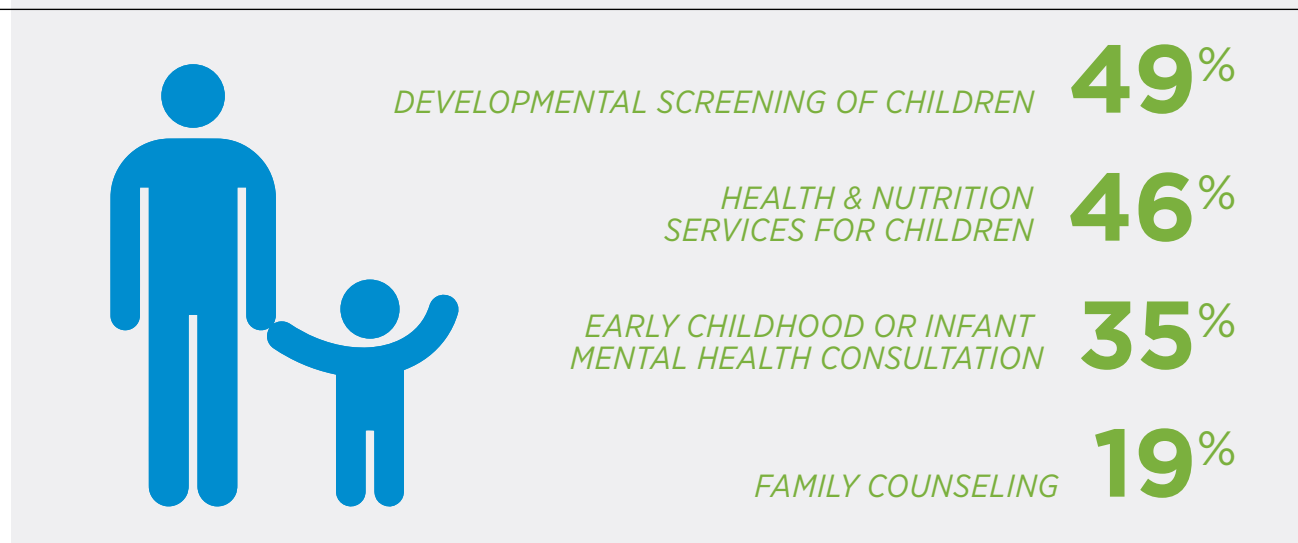 DEVELOPMENTAL SCREENING OF CHILDREN 49%
HEALTH & NUTRITION
SERVICES FOR CHILDREN 46%
EARLY CHILDHOOD OR INFANT
MENTAL HEALTH CONSULTATION 35%
FAMILY COUNSELING 19%